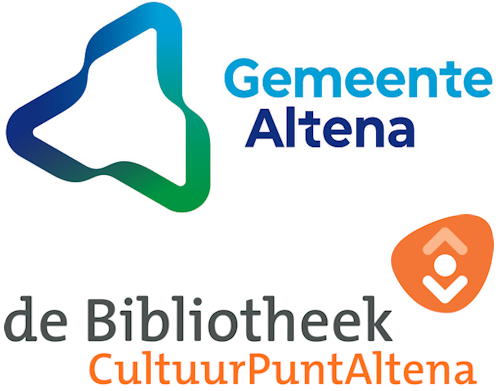 Gemeente
Altena
de Bibliotheek
CultuurPuntAltena